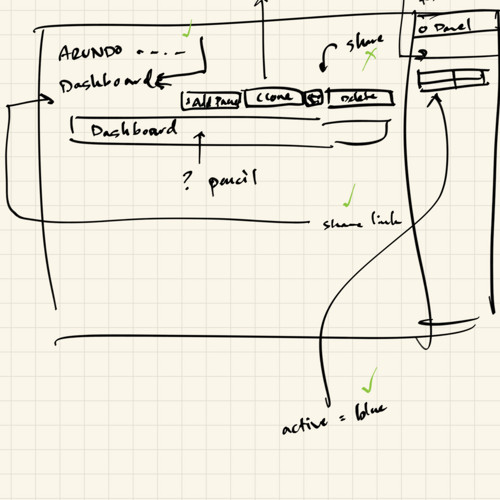 ARUNDO ----
share
Dashboard
+ Add Panel
Clone
Delete
Dashboard
? pencil
share link
active = blue
o Panel